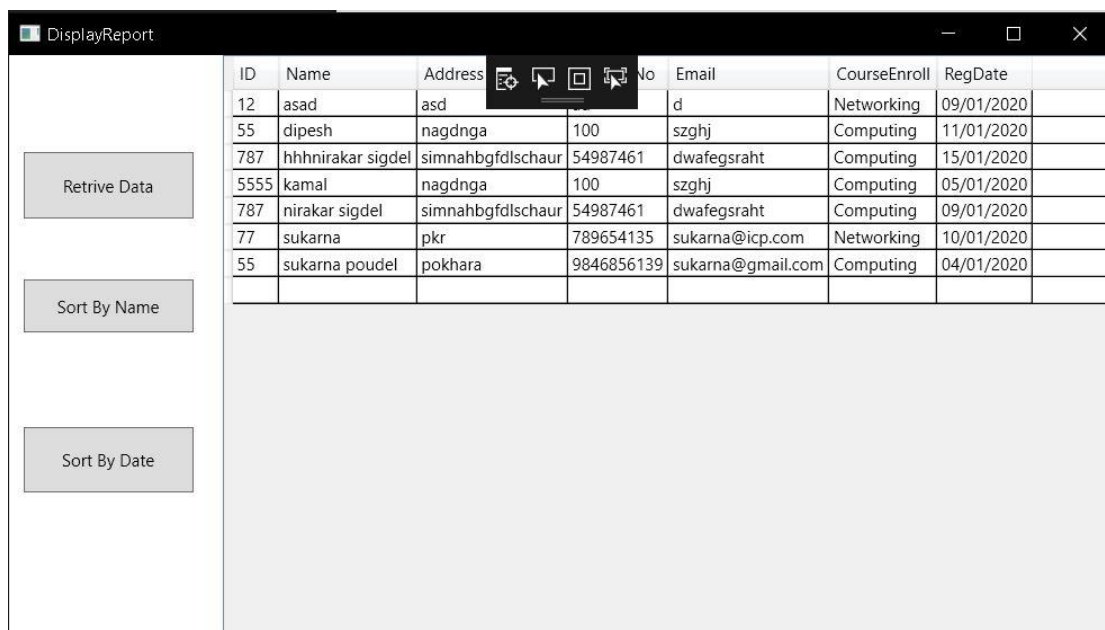 DisplayReport
Retrive Data
Sort By Name
Sort By Date
ID Name Address No Email CourseEnroll RegDate
12 asad asd d Networking 09/01/2020
55 dipesh nagdnga 100 szghj Computing 11/01/2020
787 hhhnirakar sigdel simnahbgfdlschaur 54987461 dwafegsraht Computing 15/01/2020
5555 kamal nagdnga 100 szghj Computing 05/01/2020
787 nirakar sigdel simnahbgfdlschaur 54987461 dwafegsraht Computing 09/01/2020
77 sukarna pkr 789654135 sukarna@icp.com Networking 10/01/2020
55 sukarna poudel pokhara 9846856139 sukarna@gmail.com Computing 04/01/2020